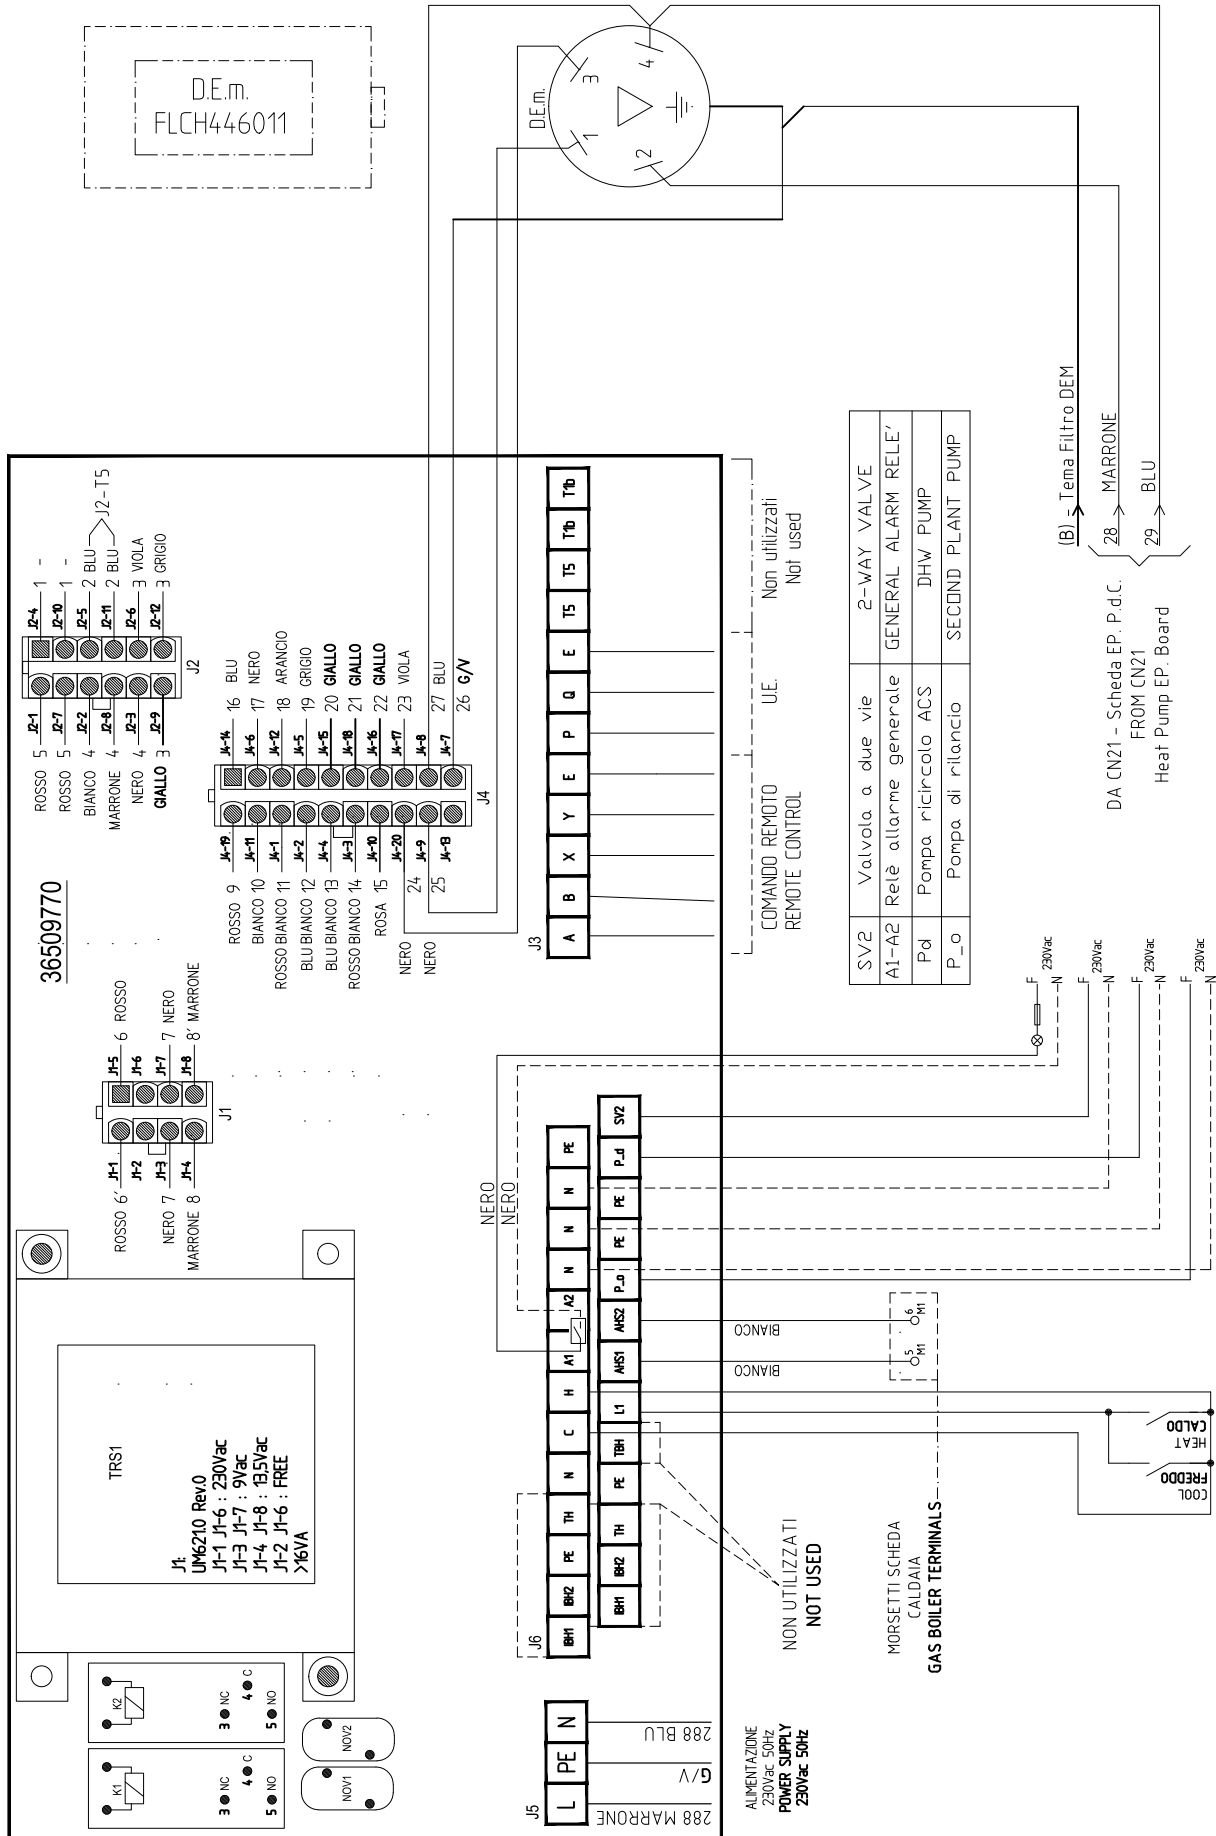 D.E.m.
FLCH446011
D.E.m.
1
2
3
4
36509770
J2-1
J2-7
J2-2
J2-8
J2-3
J2-9
ROSSO 5
ROSSO 5
BIANCO 4
MARRONE 4
NERO 4
GIALLO 3
J2-4
J2-10
J2-5
J2-11
J2-6
J2-12
1 -
1 -
2 BLU
2 BLU
3 VIOLA
3 GRIGIO
J2-T5
J2
J1-1
J1-2
J1-3
J1-4
ROSSO 6'
NERO 7
MARRONE 8
J1-5
J1-6
J1-7
J1-8
6 ROSSO
7 NERO
8' MARRONE
J1
J4-19
J4-11
J4-1
J4-2
J4-4
J4-3
J4-10
J4-20
J4-9
J4-13
ROSSO 9
BIANCO 10
ROSSO BIANCO 11
BLU BIANCO 12
BLU BIANCO 13
ROSSO BIANCO 14
ROSA 15
NERO 24
NERO 25
J4-14
J4-6
J4-12
J4-5
J4-15
J4-18
J4-16
J4-17
J4-8
J4-7
16 BLU
17 NERO
18 ARANCIO
19 GRIGIO
20 GIALLO
21 GIALLO
22 GIALLO
23 VIOLA
27 BLU
26 G/V
J4
TRS1
J1:
UM621.0 Rev.0
J1-1 J1-6 : 230Vac
J1-3 J1-7 : 9Vac
J1-4 J1-8 : 13,5Vac
J1-2 J1-6 : FREE
>16VA
K1
3 NC
4 C
5 NO
K2
3 NC
4 C
5 NO
NOV1
NOV2
J3
A B X Y E P Q E T5 T5 T1b T1b
COMANDO REMOTO
REMOTE CONTROL
U.E.
Non utilizzati
Not used
J6
IBH1 IBH2 PE TH N C H A1 A2 N N N PE
IBH1 IBH2 TH PE TBH L1 AHS1 AHS2 P_o PE PE P_d SV2
NERO
NERO
J5
L PE N
288 MARRONE
G/V
288 BLU
ALIMENTAZIONE
230Vac 50Hz
POWER SUPPLY
230Vac 50Hz
NON UTILIZZATI
NOT USED
BIANCO
BIANCO
5
M1
6
M1
MORSETTI SCHEDA
CALDAIA
GAS BOILER TERMINALS
COOL
FREDDO
HEAT
CALDO
F
230Vac
N
F
230Vac
N
F
230Vac
N
F
230Vac
N
SV2 Valvola a due vie 2-WAY VALVE
A1-A2 Relè allarme generale GENERAL ALARM RELE'
Pd Pompa ricircolo ACS DHW PUMP
P_o Pompa di rilancio SECOND PLANT PUMP
(B) - Tema Filtro DEM
28 MARRONE
29 BLU
DA CN21 - Scheda EP. P.d.C.
FROM CN21
Heat Pump EP. Board